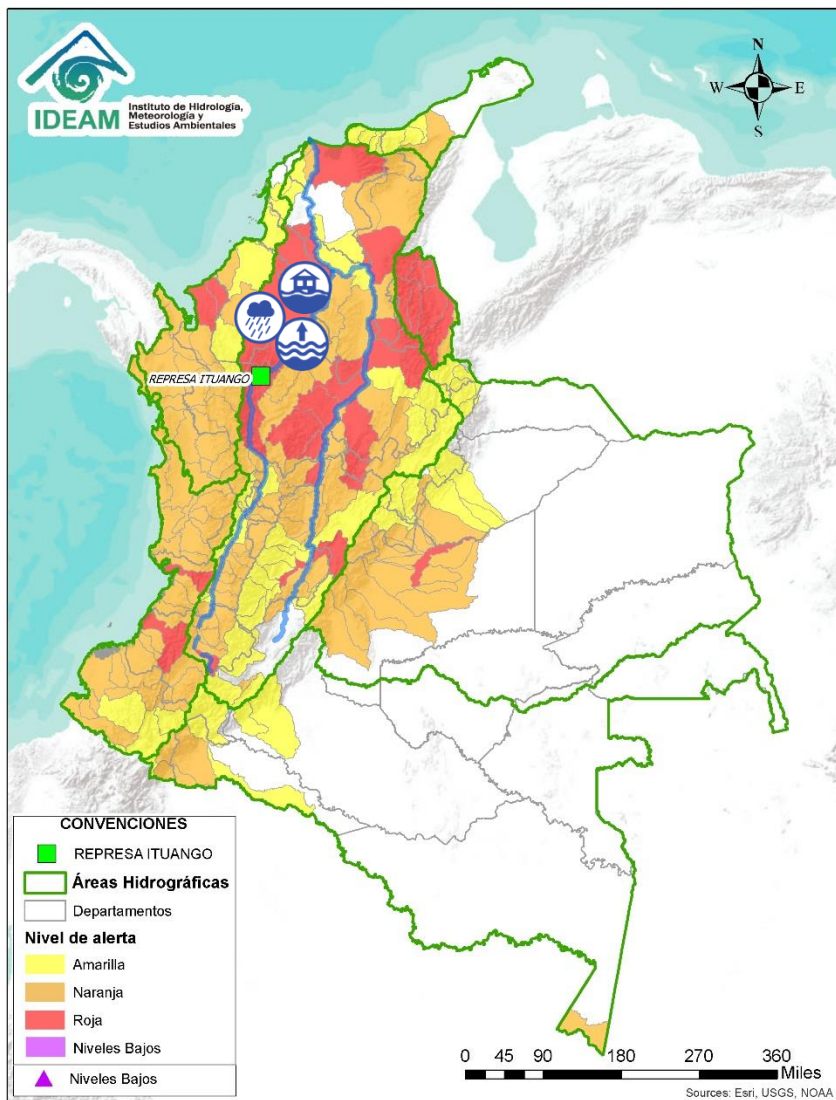 IDEAM
Instituto de Hidrología,
Meteorología y
Estudios Ambientales
N
W
E
S
REPRESA ITUANGO
CONVENCIONES
REPRESA ITUANGO
Áreas Hidrográficas
Departamentos
Nivel de alerta
Amarilla
Naranja
Roja
Niveles Bajos
Niveles Bajos
0 45 90 180 270 360
Miles
Sources: Esri, USGS, NOAA